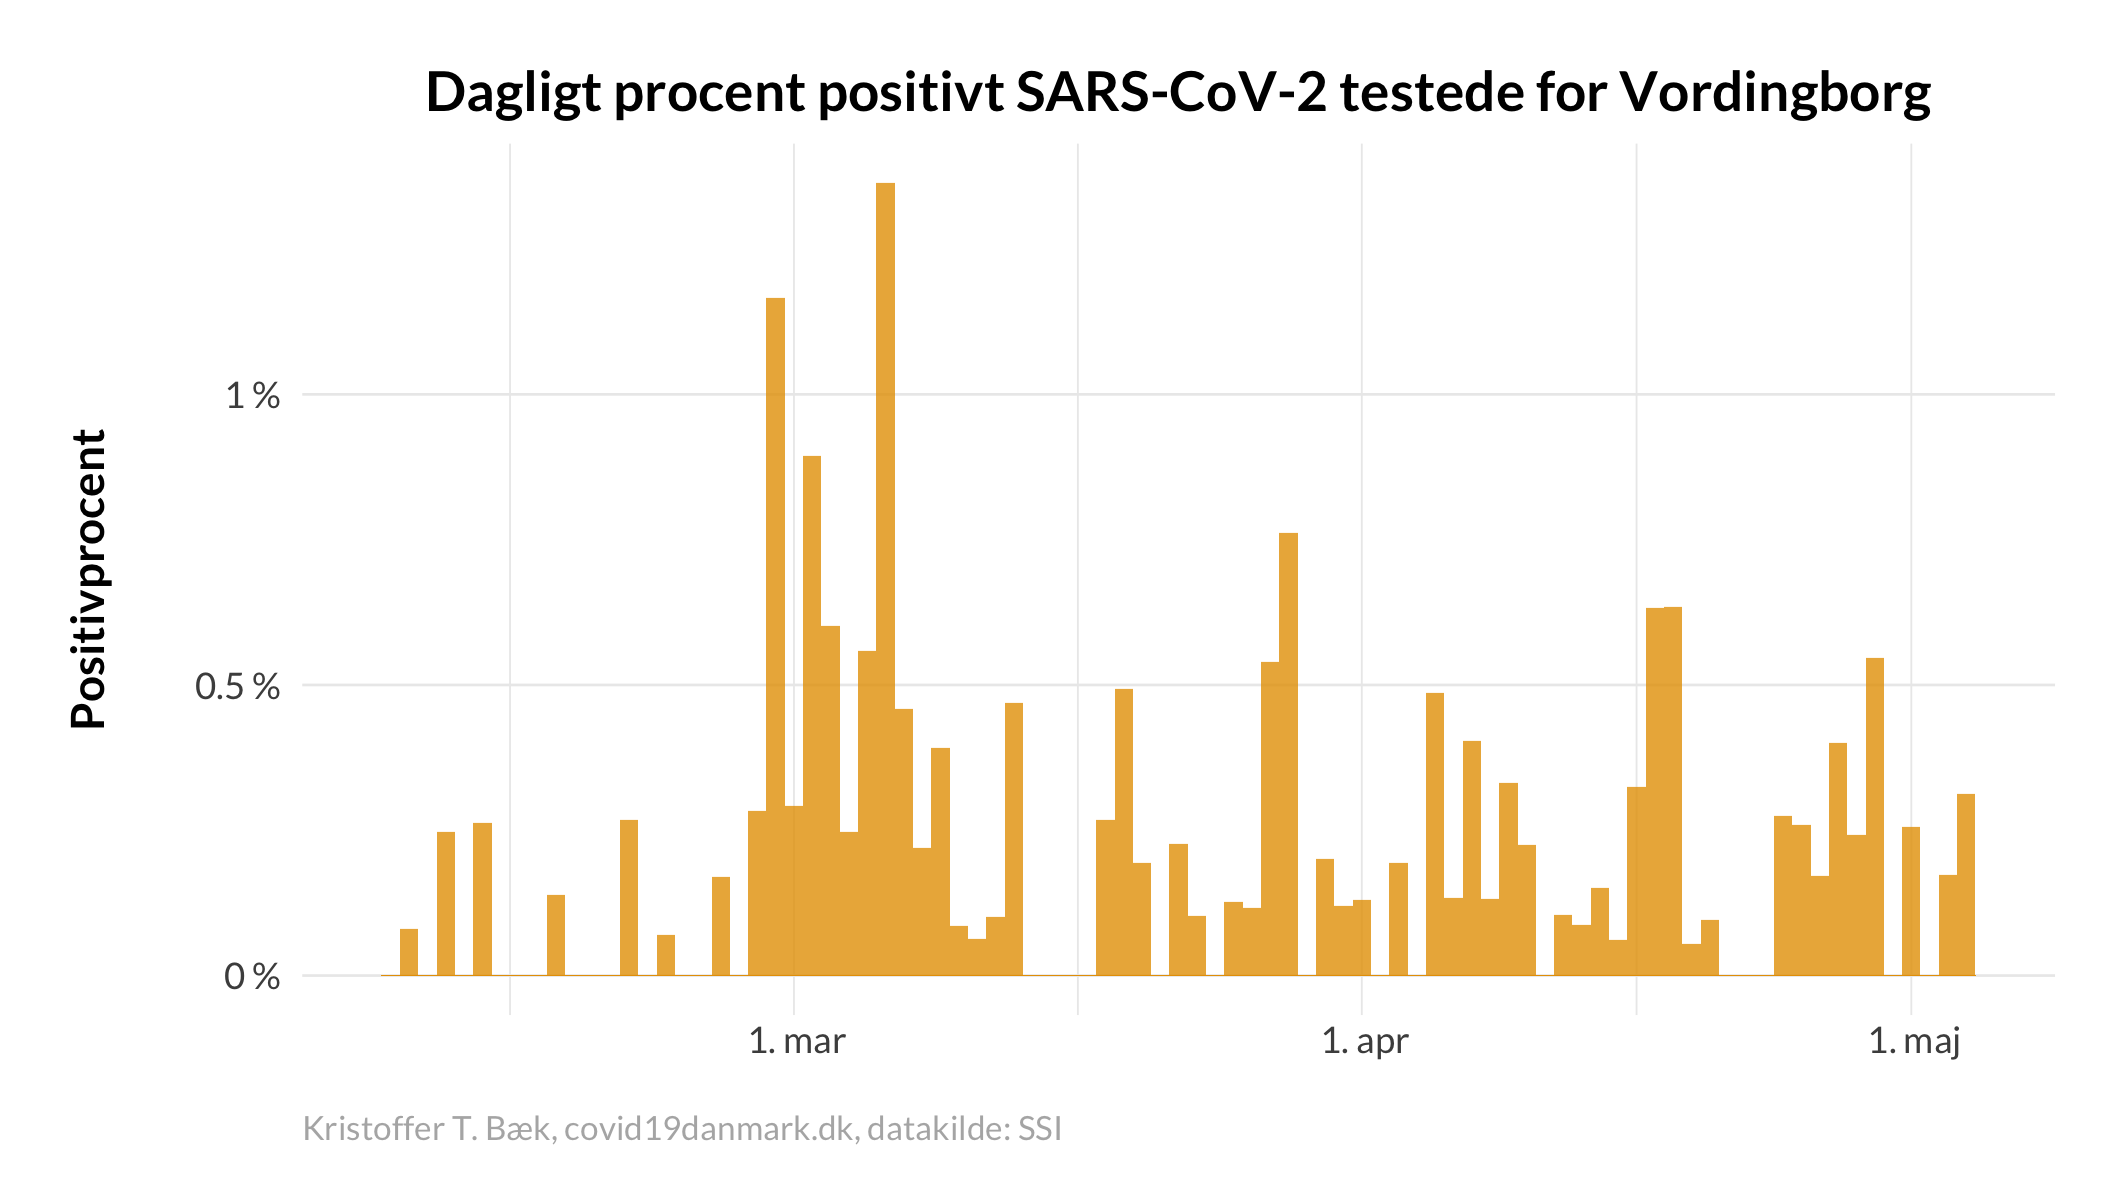 Dagligt procent positivt SARS-CoV-2 testede for Vordingborg
Positivprocent
1 %
0.5 %
0 %
1. mar
1. apr
1. maj
Kristoffer T. Bæk, covid19danmark.dk, datakilde: SSI